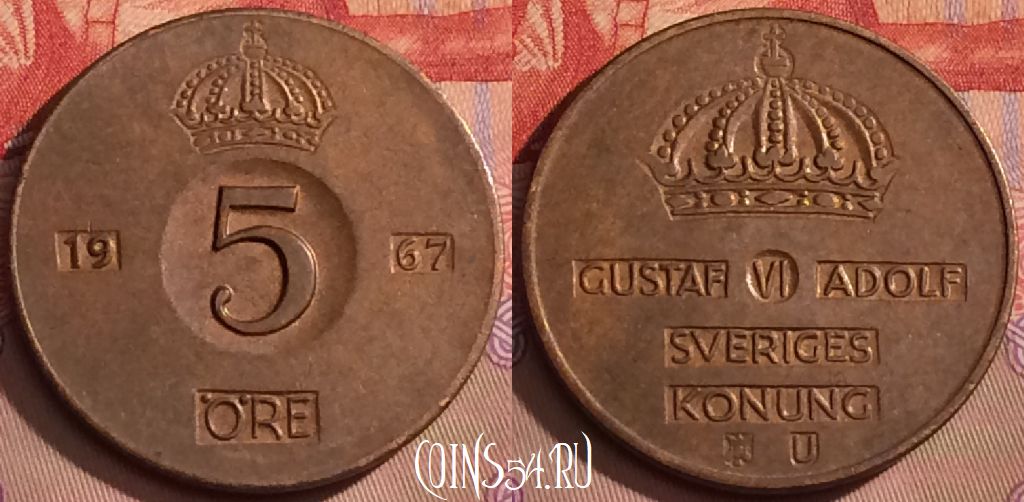 19 5 67
ÖRE
GUSTAF VI ADOLF
SVERIGES
KONUNG
U
COINS54.RU